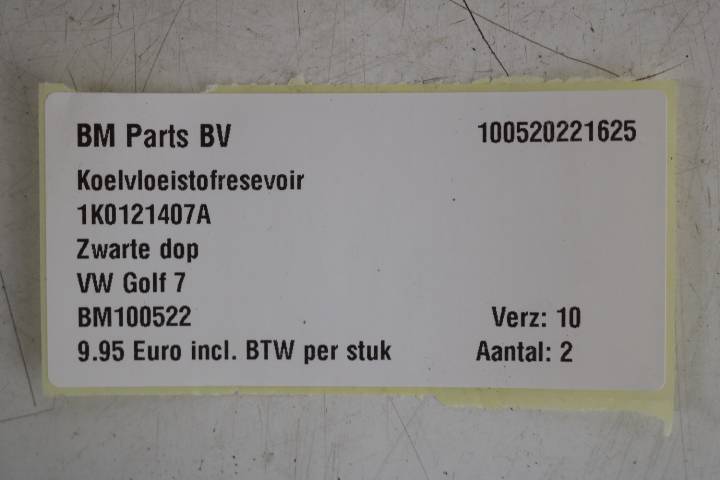 BM Parts BV 100520221625
Koelvloeistofresevoir
1K0121407A
Zwarte dop
VW Golf 7
BM100522 Verz: 10
9.95 Euro incl. BTW per stuk Aantal: 2